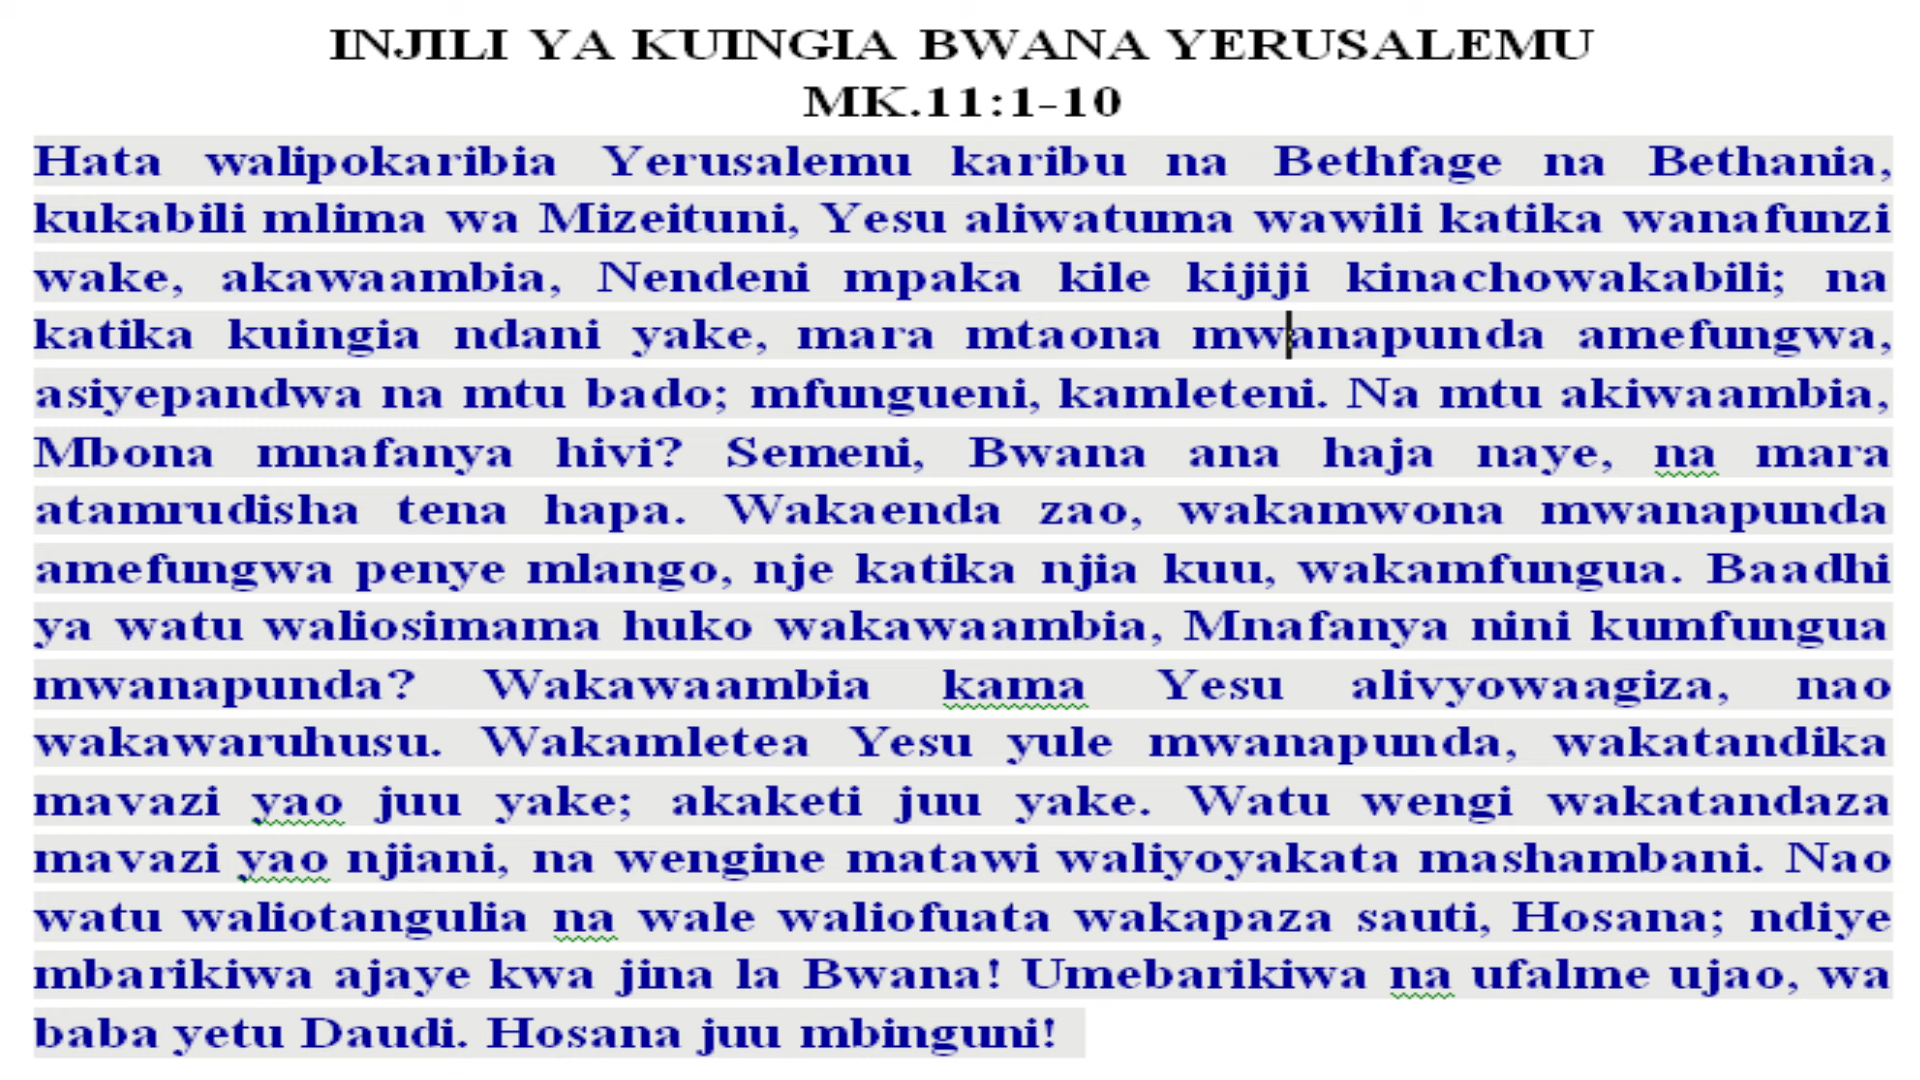 INJILI YA KUINGIA BWANA YERUSALEMU
MK.11:1-10
Hata walipokaribia Yerusalemu karibu na Bethfage na Bethania,
kukabili mlima wa Mizeituni, Yesu aliwatuma wawili katika wanafunzi
wake, akawaambia, Nendeni mpaka kile kijiji kinachowakabili; na
katika kuingia ndani yake, mara mtaona mwanapunda amefungwa,
asiyepandwa na mtu bado; mfungueni, kamleteni. Na mtu akiwaambia,
Mbona mnafanya hivi? Semeni, Bwana ana haja naye, na mara
atamrudisha tena hapa. Wakaenda zao, wakamwona mwanapunda
amefungwa penye mlango, nje katika njia kuu, wakamfungua. Baadhi
ya watu waliosimama huko wakawaambia, Mnafanya nini kumfungua
mwanapunda? Wakawaambia kama Yesu alivyowaagiza, nao
wakawaruhusu. Wakamletea Yesu yule mwanapunda, wakatandika
mavazi yao juu yake; akaketi juu yake. Watu wengi wakatandaza
mavazi yao njiani, na wengine matawi waliyoyakata mashambani. Nao
watu waliotangulia na wale waliofuata wakapaza sauti, Hosana; ndiye
mbarikiwa ajaye kwa jina la Bwana! Umebarikiwa na ufalme ujao, wa
baba yetu Daudi. Hosana juu mbinguni!